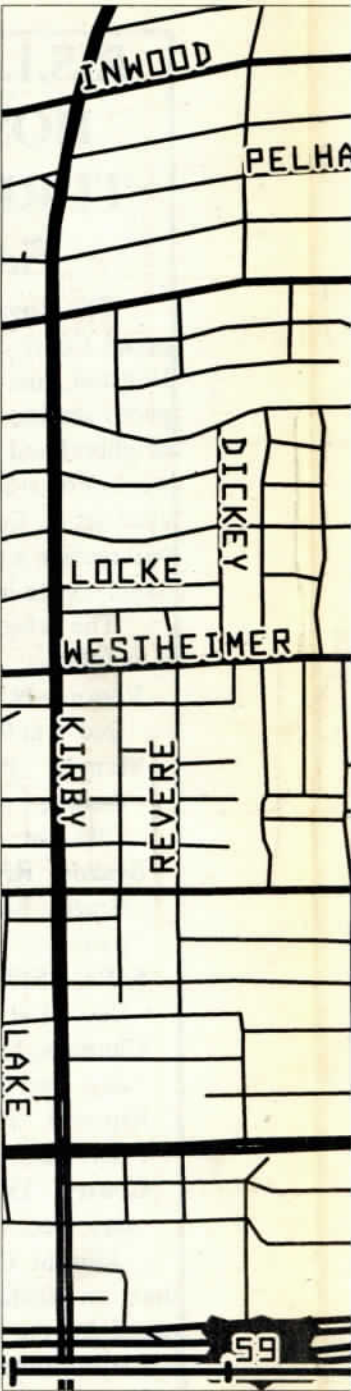 INWOOD
PELHA
DICKEY
LOCKE
WESTHEIMER
KIRBY
REVERE
LAKE
59